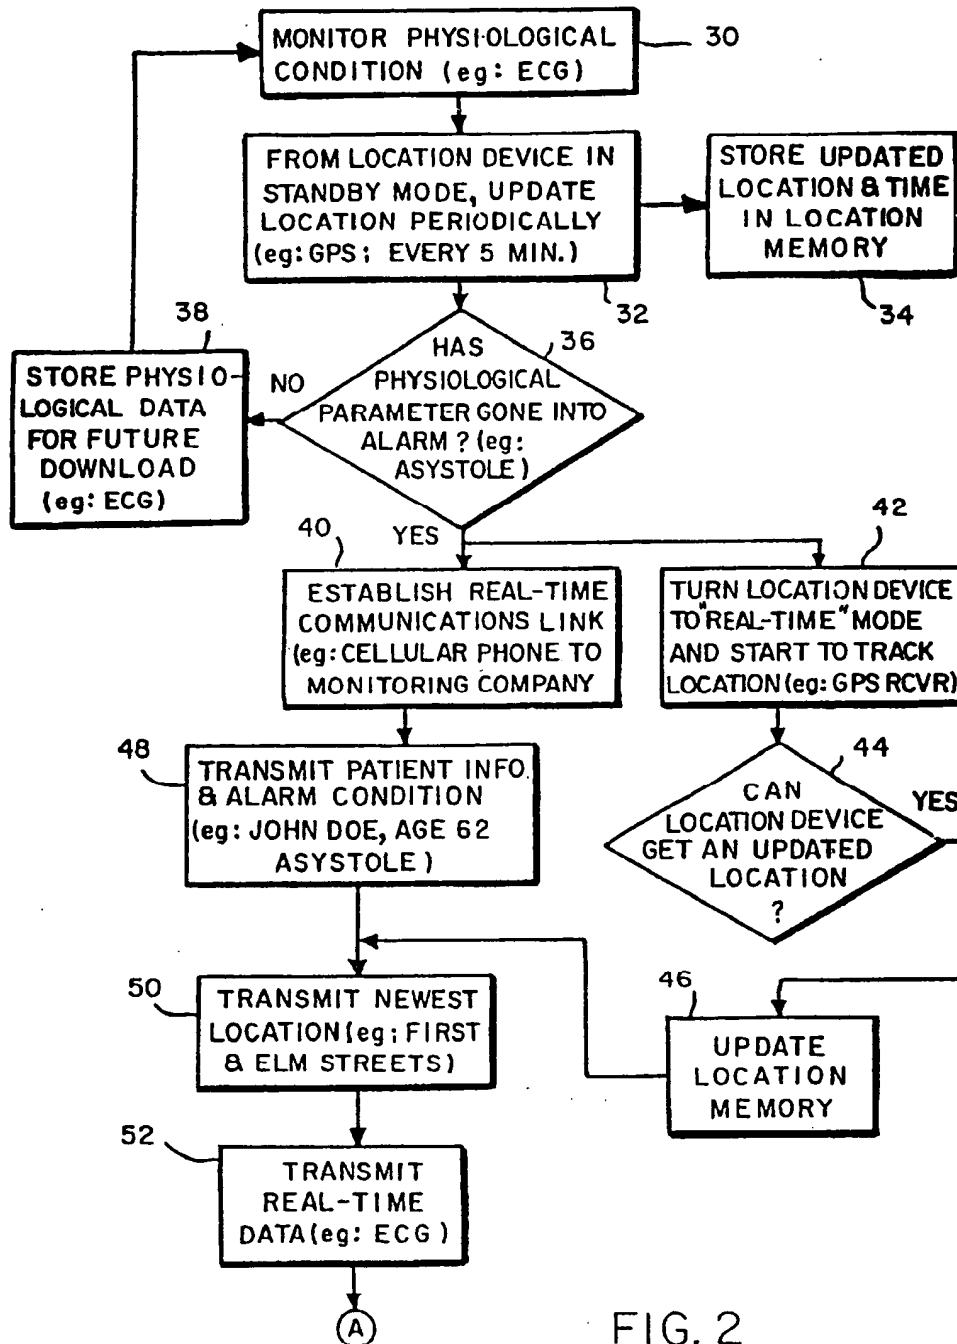 MONITOR PHYSIOLOGICAL
CONDITION (eg: ECG)
30
FROM LOCATION DEVICE IN
STANDBY MODE, UPDATE
LOCATION PERIODICALLY
(eg: GPS; EVERY 5 MIN.)
32
STORE UPDATED
LOCATION & TIME
IN LOCATION
MEMORY
34
38
STORE PHYSIO-
LOGICAL DATA
FOR FUTURE
DOWNLOAD
(eg: ECG)
NO
36
HAS
PHYSIOLOGICAL
PARAMETER GONE INTO
ALARM? (eg:
ASYSTOLE)
YES
40
ESTABLISH REAL-TIME
COMMUNICATIONS LINK
(eg: CELLULAR PHONE TO
MONITORING COMPANY
42
TURN LOCATION DEVICE
TO "REAL-TIME" MODE
AND START TO TRACK
LOCATION (eg: GPS RCVR)
48
TRANSMIT PATIENT INFO.
& ALARM CONDITION
(eg: JOHN DOE, AGE 62
ASYSTOLE)
44
CAN
LOCATION DEVICE
GET AN UPDATED
LOCATION
?
YES
50
TRANSMIT NEWEST
LOCATION (eg; FIRST
& ELM STREETS)
46
UPDATE
LOCATION
MEMORY
52
TRANSMIT
REAL-TIME
DATA (eg: ECG)
A
FIG. 2